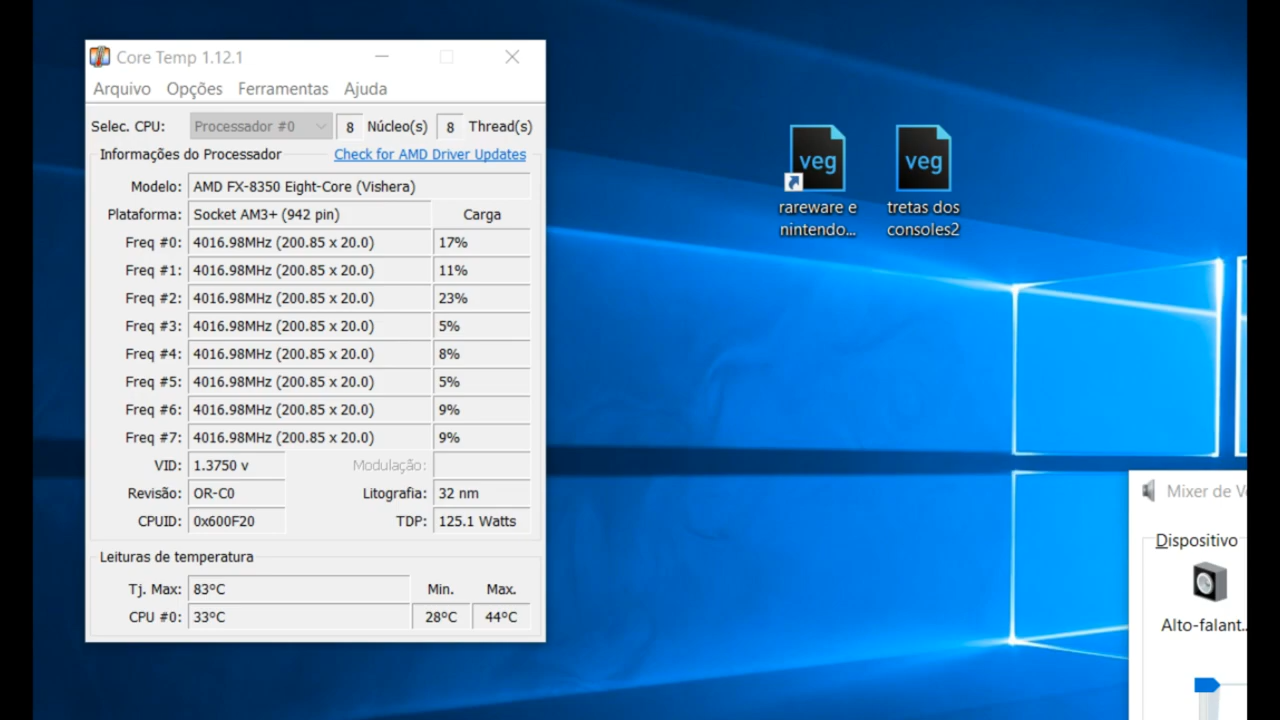 Core Temp 1.12.1
Arquivo Opções Ferramentas Ajuda
Selec. CPU: Processador #0 8 Núcleo(s) 8 Thread(s)
Informações do Processador Check for AMD Driver Updates
Modelo: AMD FX-8350 Eight-Core (Vishera)
Plataforma: Socket AM3+ (942 pin) Carga
Freq #0: 4016.98MHz (200.85 x 20.0) 17%
Freq #1: 4016.98MHz (200.85 x 20.0) 11%
Freq #2: 4016.98MHz (200.85 x 20.0) 23%
Freq #3: 4016.98MHz (200.85 x 20.0) 5%
Freq #4: 4016.98MHz (200.85 x 20.0) 8%
Freq #5: 4016.98MHz (200.85 x 20.0) 5%
Freq #6: 4016.98MHz (200.85 x 20.0) 9%
Freq #7: 4016.98MHz (200.85 x 20.0) 9%
VID: 1.3750 v Modulação:
Revisão: OR-C0 Litografia: 32 nm
CPUID: 0x600F20 TDP: 125.1 Watts
Leituras de temperatura
Tj. Max: 83ºC Min. Max.
CPU #0: 33ºC 28ºC 44ºC
veg
rareware e
nintendo...
veg
tretas dos
consoles2
Mixer de V
Dispositivo
Alto-falant...